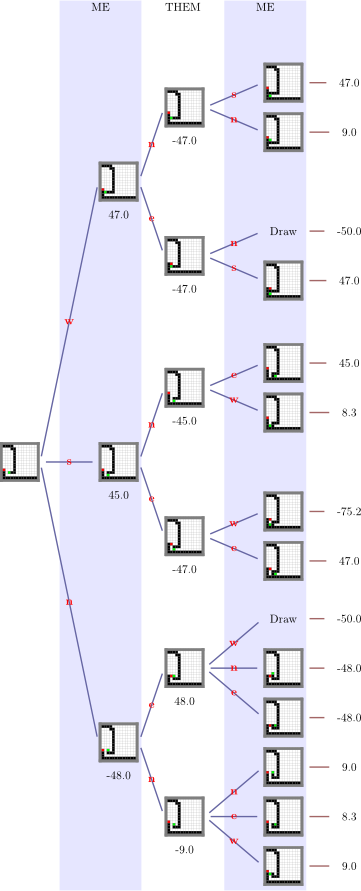 ME THEM ME
s 47.0
n 9.0
n -47.0
47.0
e
n Draw -50.0
s 47.0
-47.0
w
e 45.0
w 8.3
n -45.0
s 45.0
e
w -75.2
e 47.0
-47.0
n
w Draw -50.0
n -48.0
e -48.0
e 48.0
-48.0
n
n 9.0
e 8.3
w 9.0
-9.0